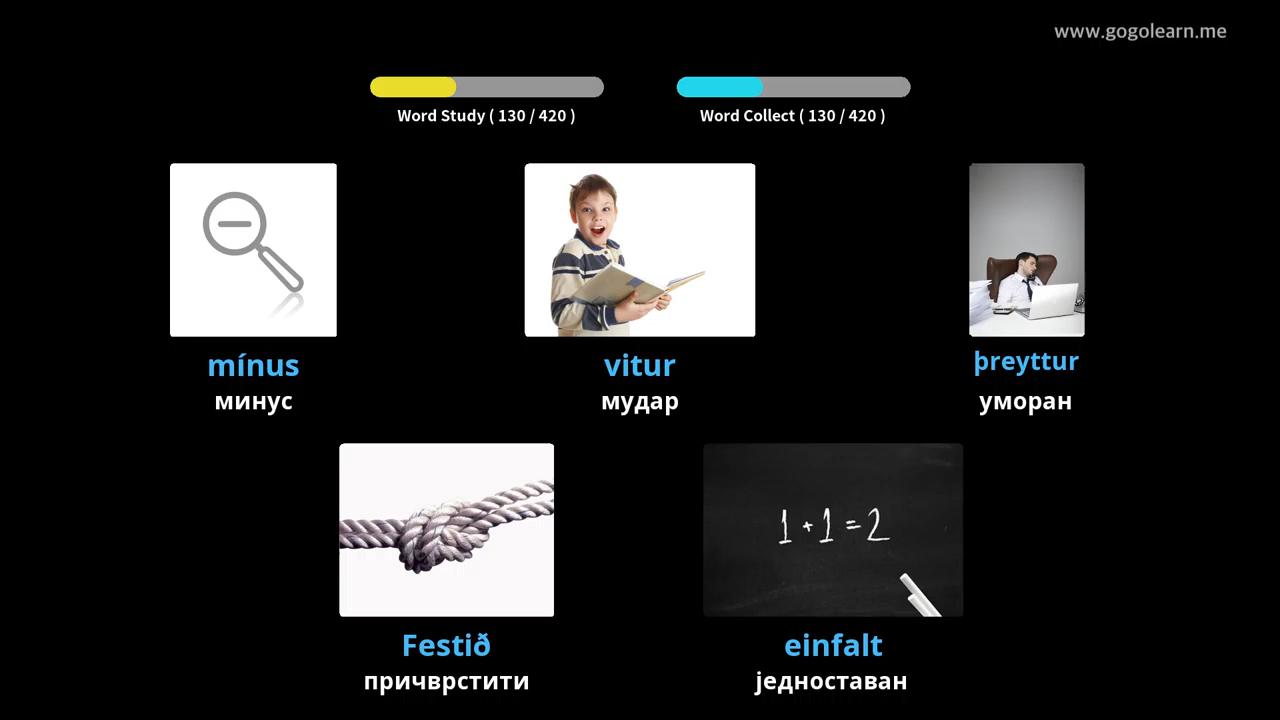 www.gogolearn.me
Word Study ( 130 / 420 )
Word Collect ( 130 / 420 )
mínus
минус
vitur
мудар
þreyttur
уморан
1 + 1 = 2
Festið
причврстити
einfalt
једноставан